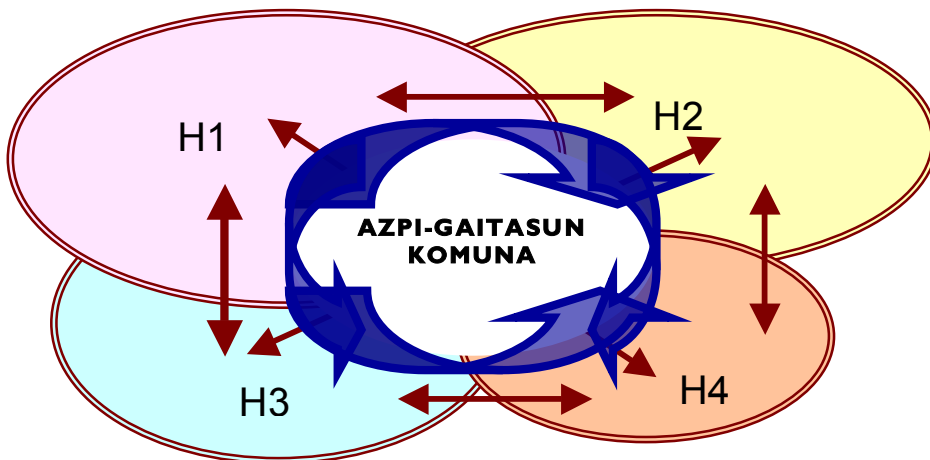 H1
H2
AZPI-GAITASUN
KOMUNA
H3
H4